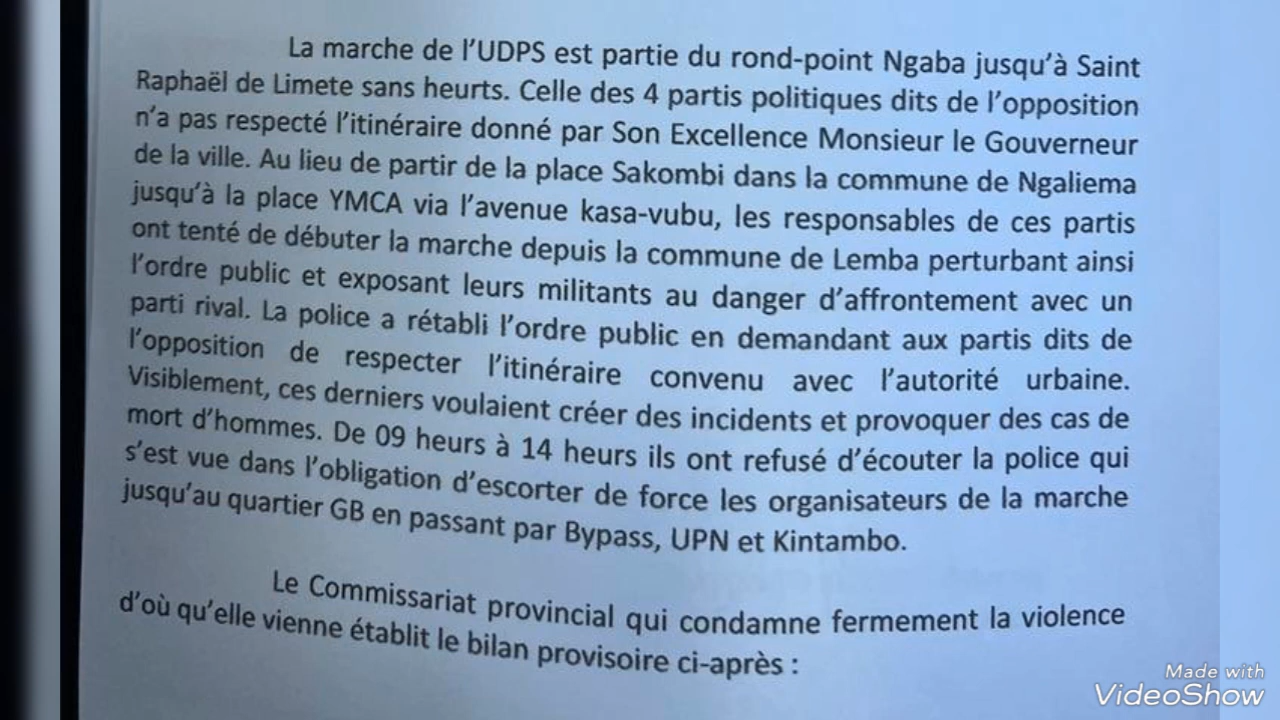 La marche de l'UDPS est partie du rond-point Ngaba jusqu'à Saint
Raphaël de Limete sans heurts. Celle des 4 partis politiques dits de l'opposition
n'a pas respecté l'itinéraire donné par Son Excellence Monsieur le Gouverneur
de la ville. Au lieu de partir de la place Sakombi dans la commune de Ngaliema
jusqu'à la place YMCA via l'avenue kasa-vubu, les responsables de ces partis
ont tenté de débuter la marche depuis la commune de Lemba perturbant ainsi
l'ordre public et exposant leurs militants au danger d'affrontement avec un
parti rival. La police a rétabli l'ordre public en demandant aux partis dits de
l'opposition de respecter l'itinéraire convenu avec l'autorité urbaine.
Visiblement, ces derniers voulaient créer des incidents et provoquer des cas de
mort d'hommes. De 09 heurs à 14 heurs ils ont refusé d'écouter la police qui
s'est vue dans l'obligation d'escorter de force les organisateurs de la marche
jusqu'au quartier GB en passant par Bypass, UPN et Kintambo.
Le Commissariat provincial qui condamne fermement la violence
d'où qu'elle vienne établit le bilan provisoire ci-après :
Made with
VideoShow